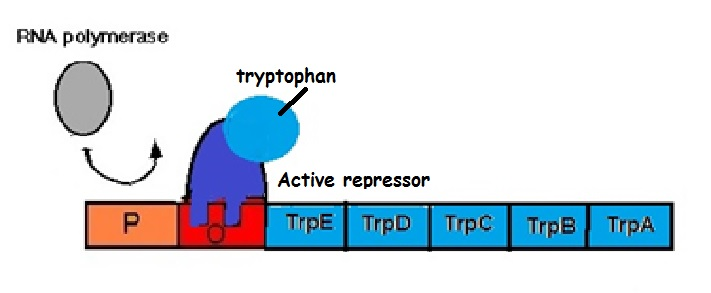 RNA polymerase
tryptophan
Active repressor
P O TrpE TrpD TrpC TrpB TrpA